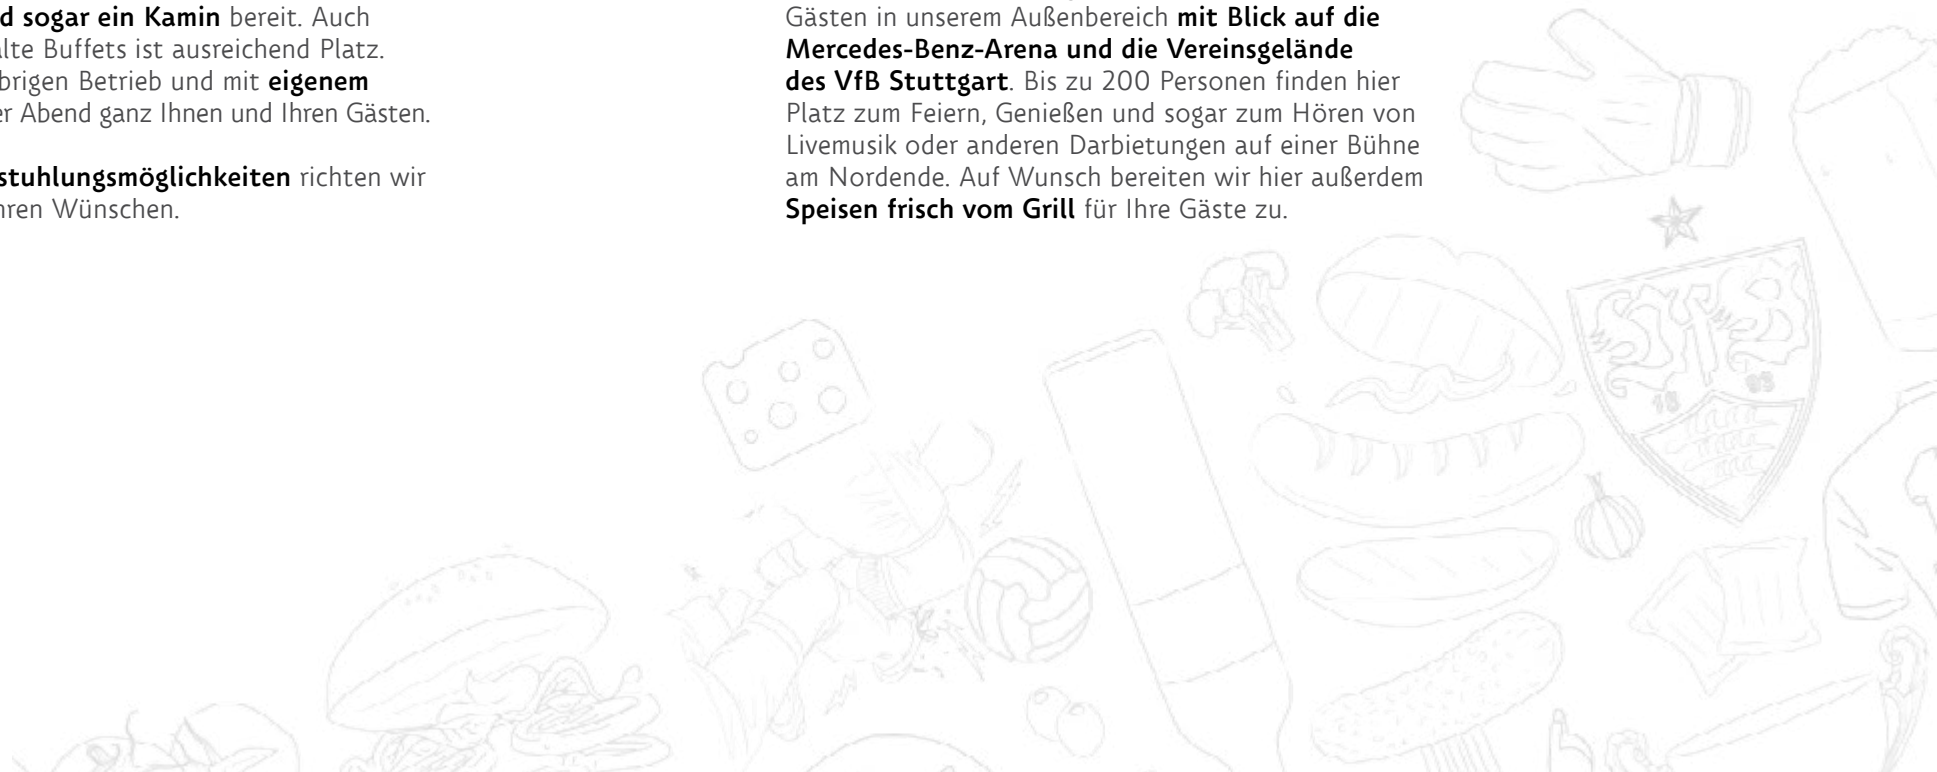 d sogar ein Kamin bereit. Auch
alte Buffets ist ausreichend Platz.
brigen Betrieb und mit eigenem
er Abend ganz Ihnen und Ihren Gästen.
stuhlungsmöglichkeiten richten wir
hren Wünschen.
Gästen in unserem Außenbereich mit Blick auf die
Mercedes-Benz-Arena und die Vereinsgelände
des VfB Stuttgart. Bis zu 200 Personen finden hier
Platz zum Feiern, Genießen und sogar zum Hören von
Livemusik oder anderen Darbietungen auf einer Bühne
am Nordende. Auf Wunsch bereiten wir hier außerdem
Speisen frisch vom Grill für Ihre Gäste zu.
18 93